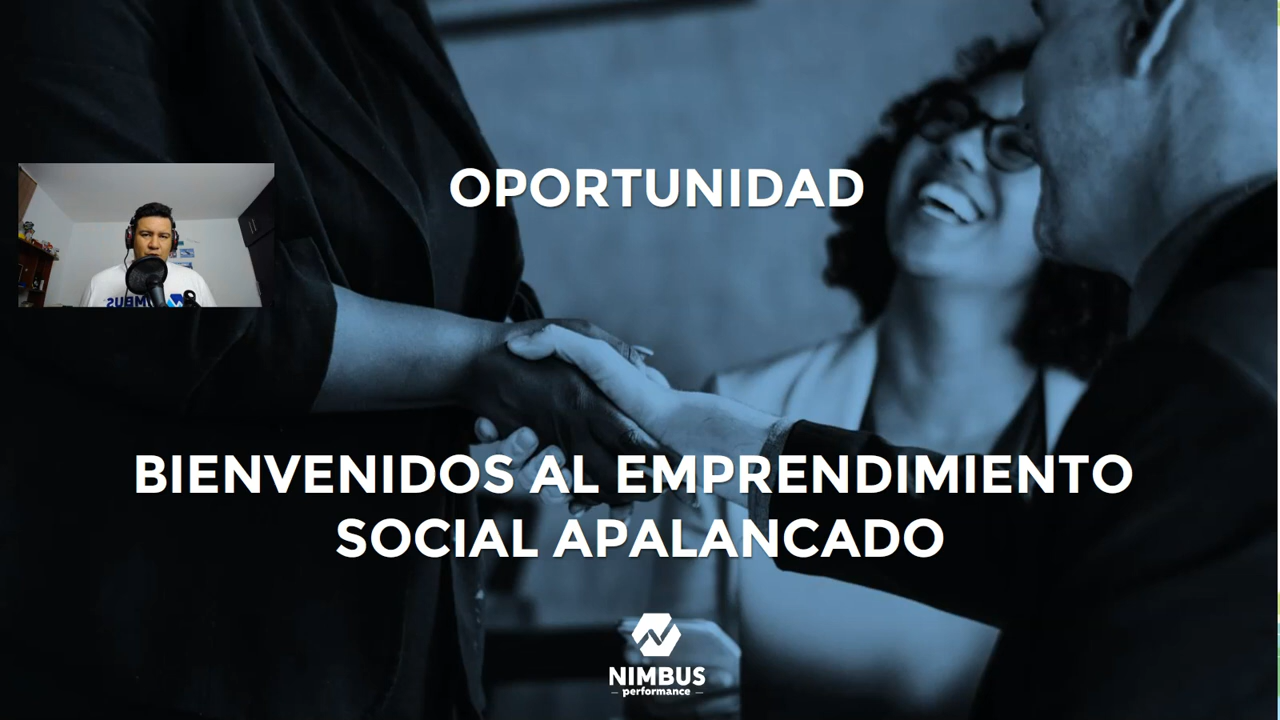 OPORTUNIDAD
BIENVENIDOS AL EMPRENDIMIENTO
SOCIAL APALANCADO
NIMBUS
performance